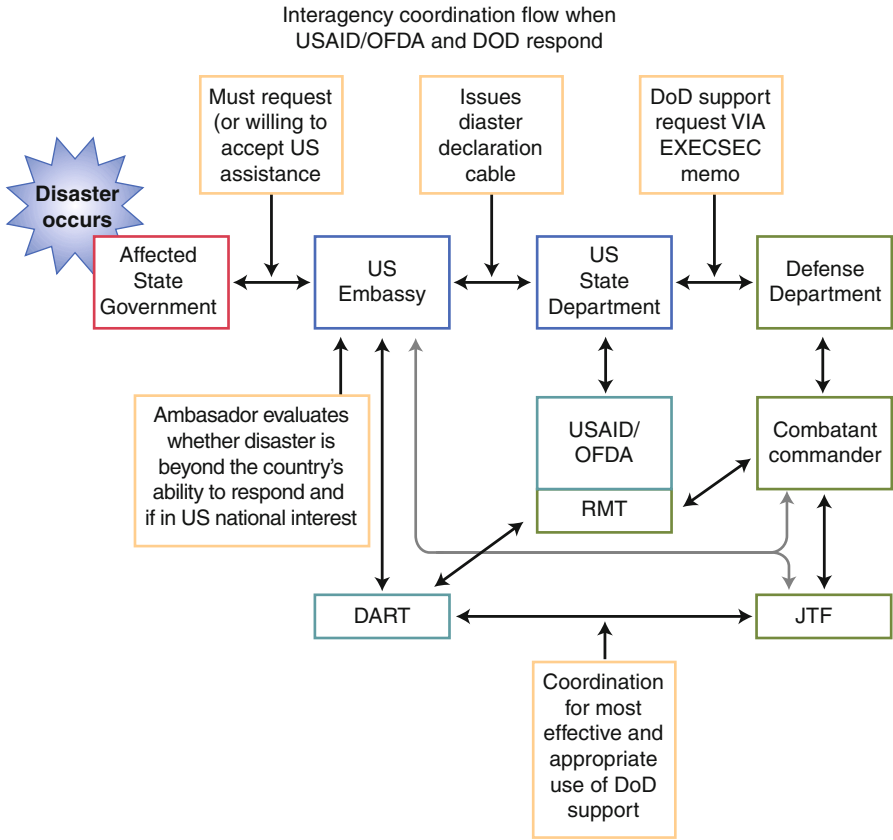 Interagency coordination flow when
USAID/OFDA and DOD respond
Must request
(or willing to
accept US
assistance
Issues
diaster
declaration
cable
DoD support
request VIA
EXECSEC
memo
Disaster
occurs
Affected
State
Government
US
Embassy
US
State
Department
Defense
Department
Ambasador evaluates
whether disaster is
beyond the country’s
ability to respond and
if in US national interest
USAID/
OFDA
RMT
Combatant
commander
DART
JTF
Coordination
for most
effective and
appropriate
use of DoD
support